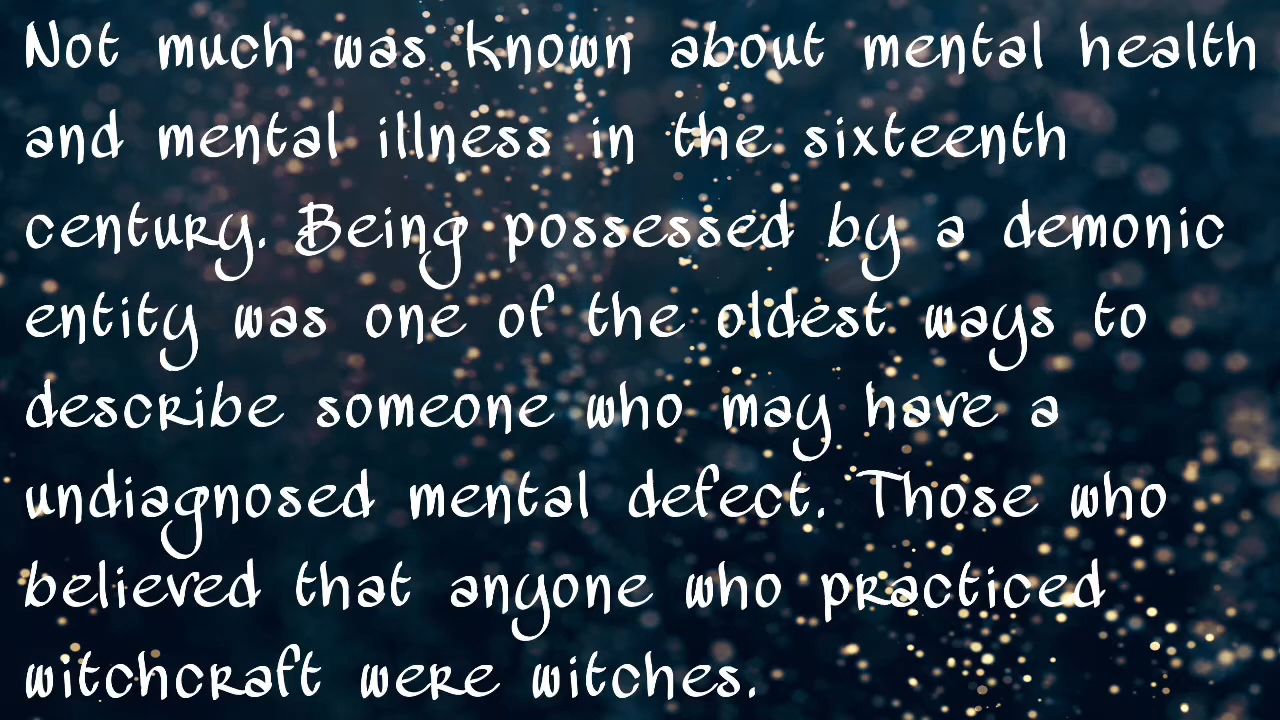 Not much was known about mental health
and mental illness in the sixteenth
century. Being possessed by a demonic
entity was one of the oldest ways to
describe someone who may have a
undiagnosed mental defect. Those who
believed that anyone who practiced
witchcraft were witches.